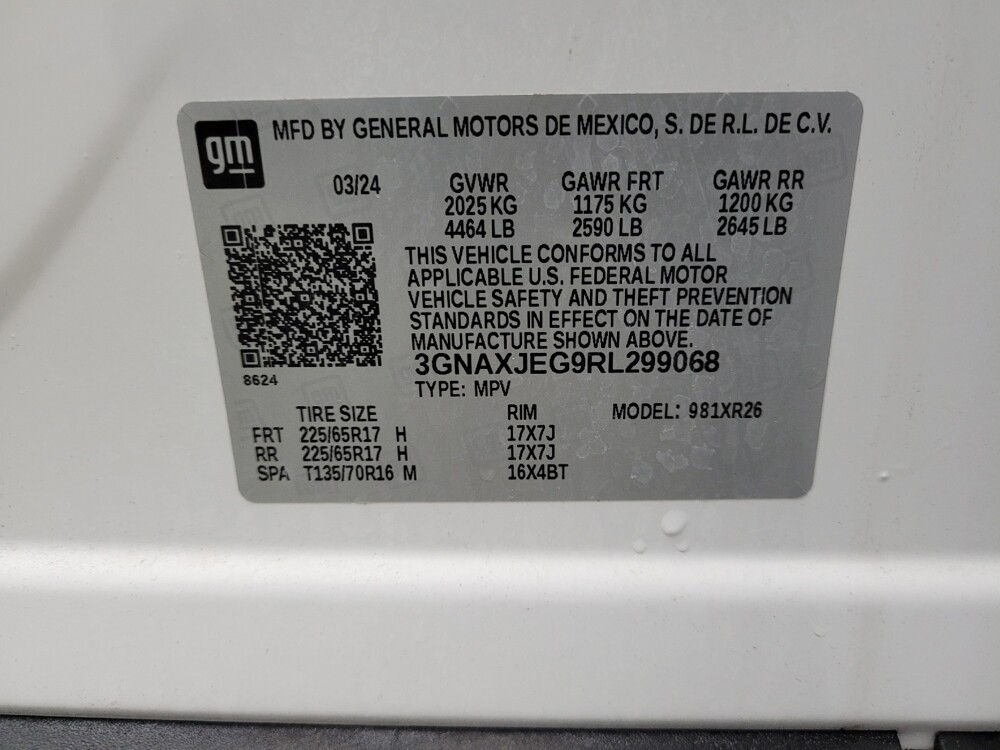 gm
MFD BY GENERAL MOTORS DE MEXICO, S. DE R.L. DE C.V.
03/24 GVWR GAWR FRT GAWR RR
2025 KG 1175 KG 1200 KG
4464 LB 2590 LB 2645 LB
THIS VEHICLE CONFORMS TO ALL
APPLICABLE U.S. FEDERAL MOTOR
VEHICLE SAFETY AND THEFT PREVENTION
STANDARDS IN EFFECT ON THE DATE OF
MANUFACTURE SHOWN ABOVE.
3GNAXJEG9RL299068
8624
TYPE: MPV
TIRE SIZE RIM MODEL: 981XR26
FRT 225/65R17 H 17X7J
RR 225/65R17 H 17X7J
SPA T135/70R16 M 16X4BT